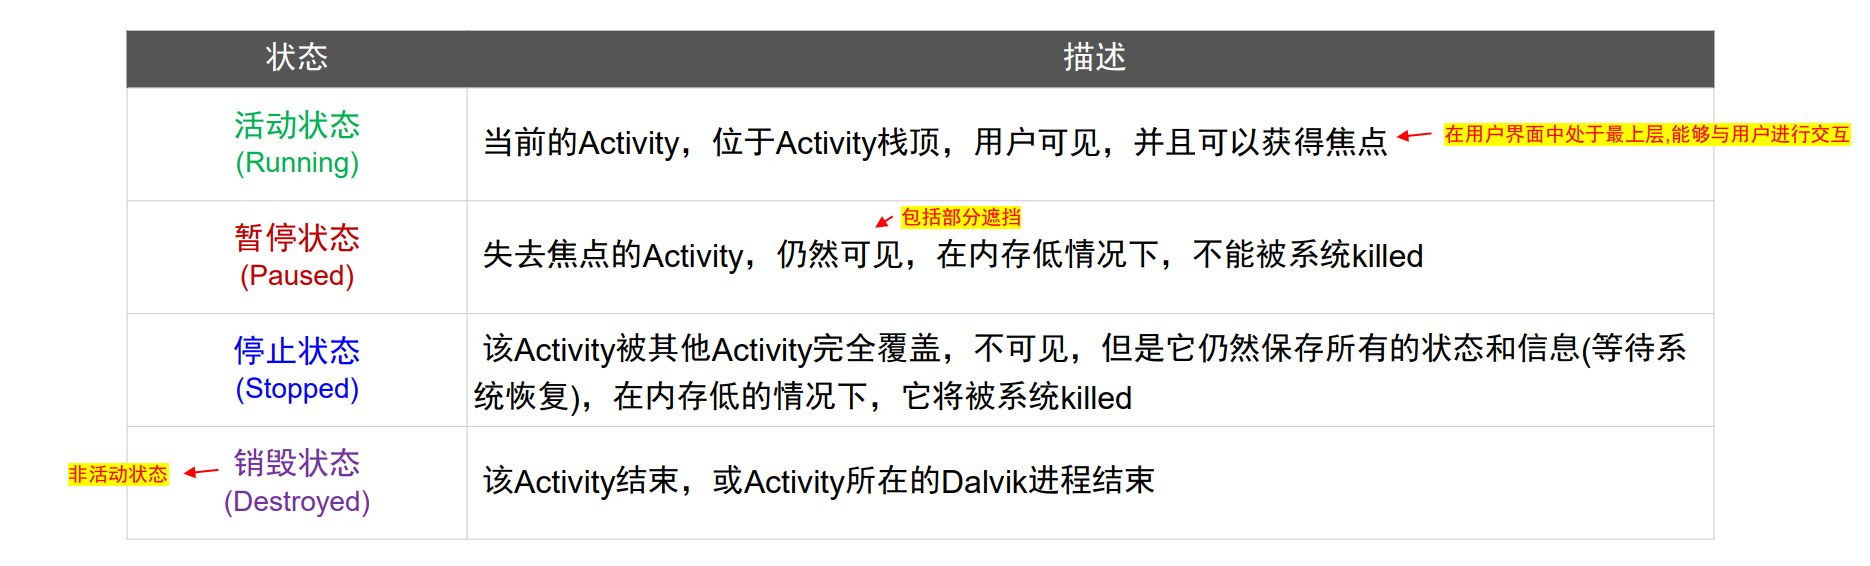 状态
描述
活动状态
(Running)
当前的Activity，位于Activity栈顶，用户可见，并且可以获得焦点
在用户界面中处于最上层,能够与用户进行交互
暂停状态
(Paused)
包括部分遮挡
失去焦点的Activity，仍然可见，在内存低情况下，不能被系统killed
停止状态
(Stopped)
该Activity被其他Activity完全覆盖，不可见，但是它仍然保存所有的状态和信息(等待系
统恢复)，在内存低的情况下，它将被系统killed
非活动状态
销毁状态
(Destroyed)
该Activity结束，或Activity所在的Dalvik进程结束